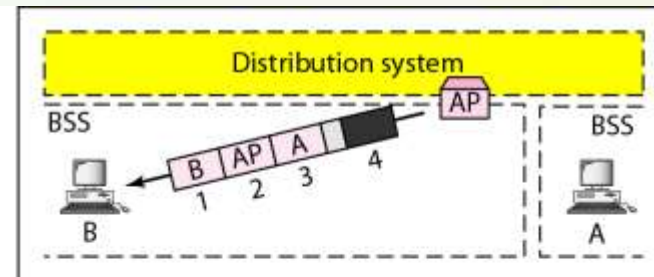 Distribution system
AP
BSS
BSS
B AP A
1 2 3 4
B
A